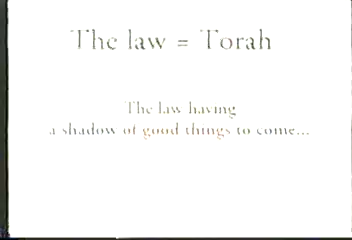 The law = Torah
The law having
a shadow of good things to come...